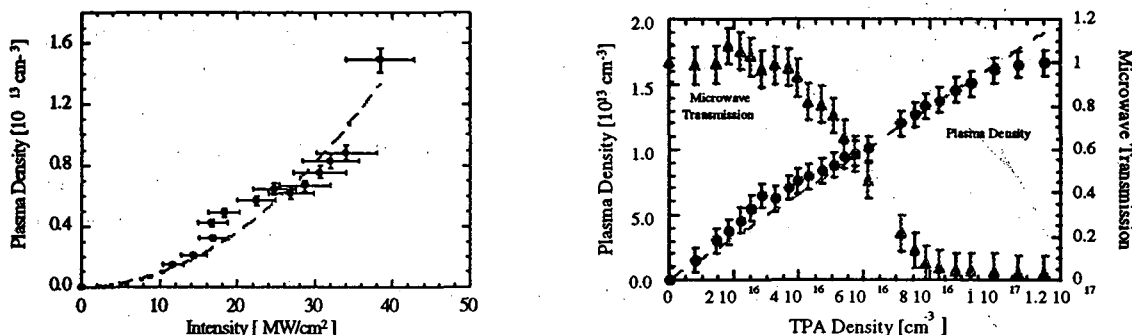 Plasma Density [10 13 cm-3]
1.6
1.2
0.8
0.4
0.0
0
10
20
30
40
50
Intensity [ MW/cm2]
Plasma Density [10 13 cm-3]
2.0
1.5
1.0
5.0
0.0
Microwave
Transmission
Plasma Density
1.2
1
0.8
0.6
0.4
0.2
0
Microwave Transmission
0 2 10 16 4 10 16 6 10 16 8 10 16 1 10 17 1.2 10 17
TPA Density [cm-3]